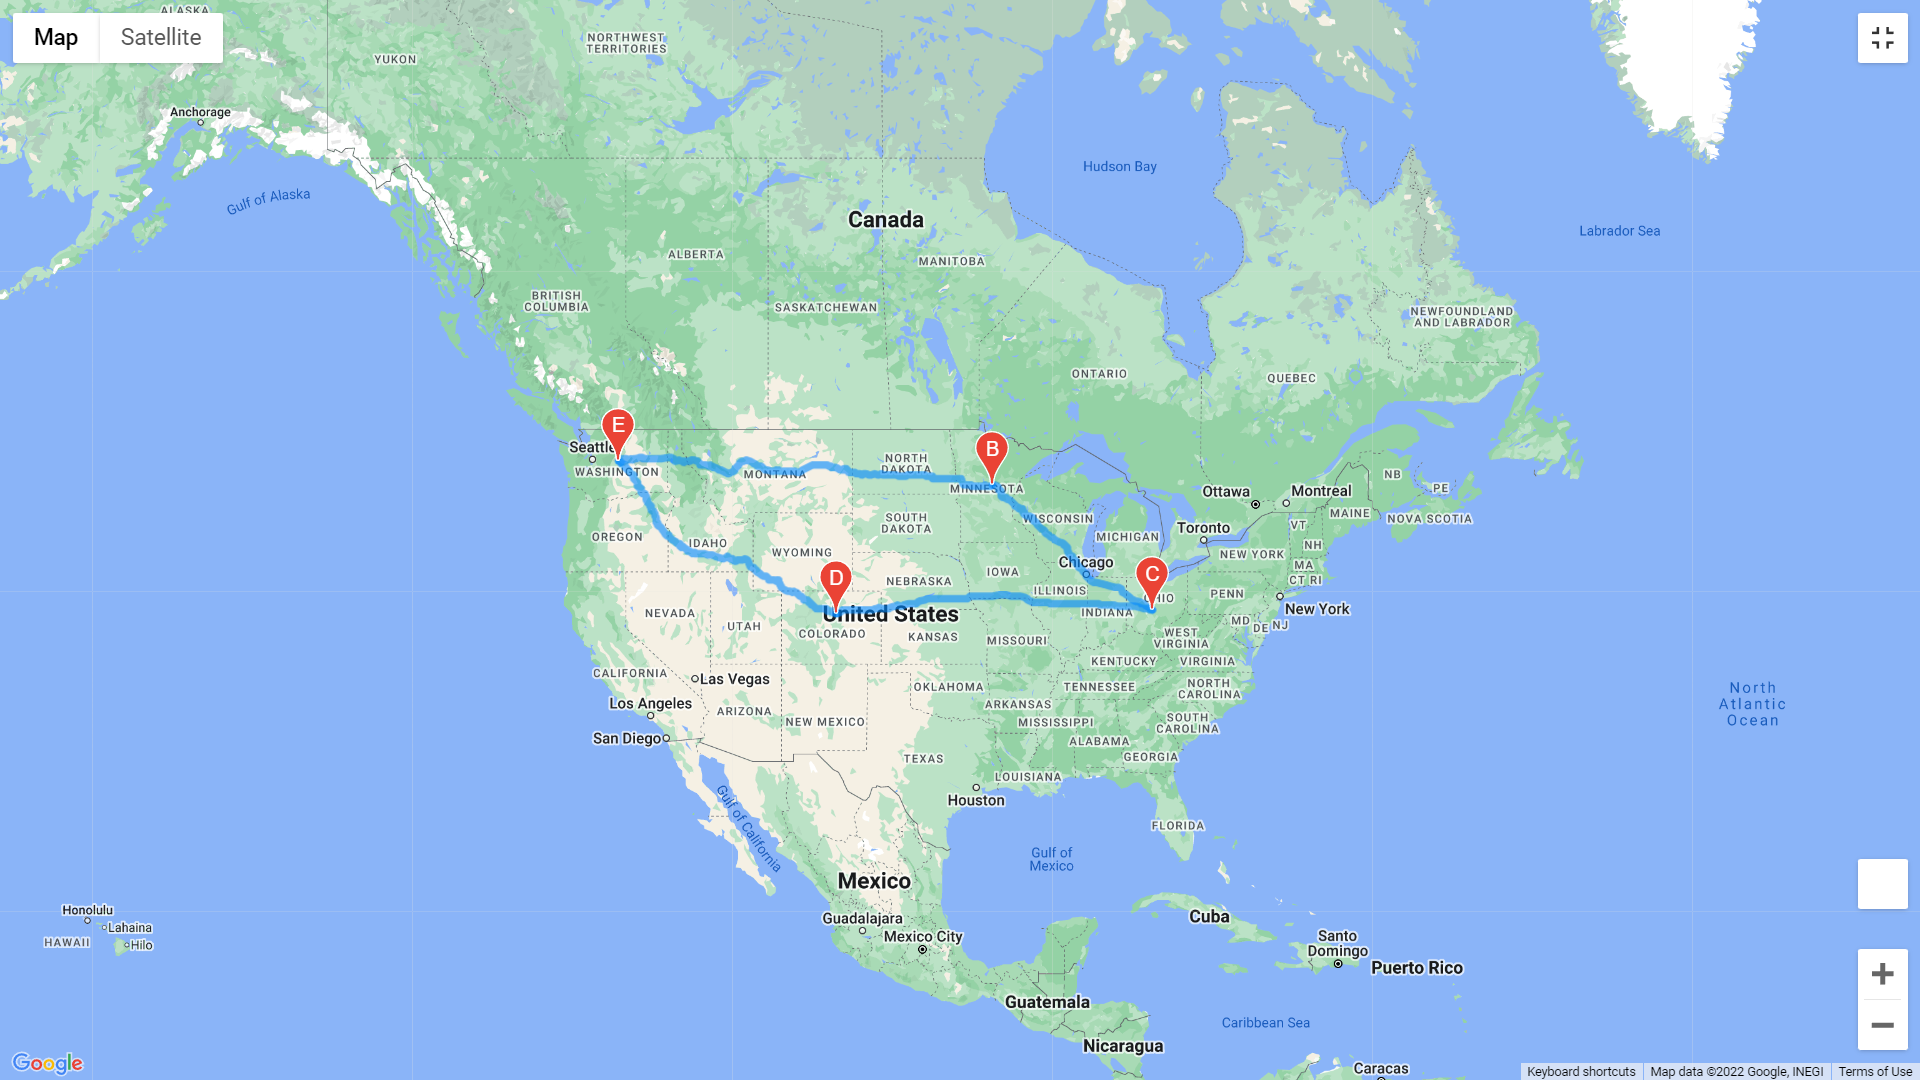 ALASKA
Map
Satellite
NORTHWEST
TERRITORIES
YUKON
Anchorage
Hudson Bay
Gulf of Alaska
Canada
Labrador Sea
ALBERTA
MANITOBA
BRITISH
COLUMBIA
SASKATCHEWAN
NEWFOUNDLAND
AND LABRADOR
ONTARIO
QUEBEC
E
Seattle
B
WASHINGTON
MONTANA
NORTH
DAKOTA
MINNESOTA
Ottawa
Montreal
NB
PE
MAINE
NOVA SCOTIA
SOUTH
DAKOTA
WISCONSIN
Toronto
VT
OREGON
IDAHO
MICHIGAN
NH
WYOMING
NEW YORK
Chicago
MA
CT RI
D
C
IOWA
NEBRASKA
ILLINOIS
OHIO
PENN
New York
NEVADA
United States
INDIANA
MD
DE
NJ
UTAH
COLORADO
KANSAS
MISSOURI
WEST
VIRGINIA
KENTUCKY
VIRGINIA
CALIFORNIA
Las Vegas
OKLAHOMA
TENNESSEE
NORTH
CAROLINA
North
Atlantic
Ocean
Los Angeles
ARIZONA
NEW MEXICO
ARKANSAS
MISSISSIPPI
SOUTH
CAROLINA
San Diego
ALABAMA
GEORGIA
TEXAS
LOUISIANA
Houston
Gulf of California
FLORIDA
Gulf of
Mexico
Mexico
Honolulu
Lahaina
HAWAII
Hilo
Guadalajara
Mexico City
Cuba
Santo
Domingo
Puerto Rico
Guatemala
Caribbean Sea
Nicaragua
Caracas
Google
Keyboard shortcuts
Map data ©2022 Google, INEGI
Terms of Use